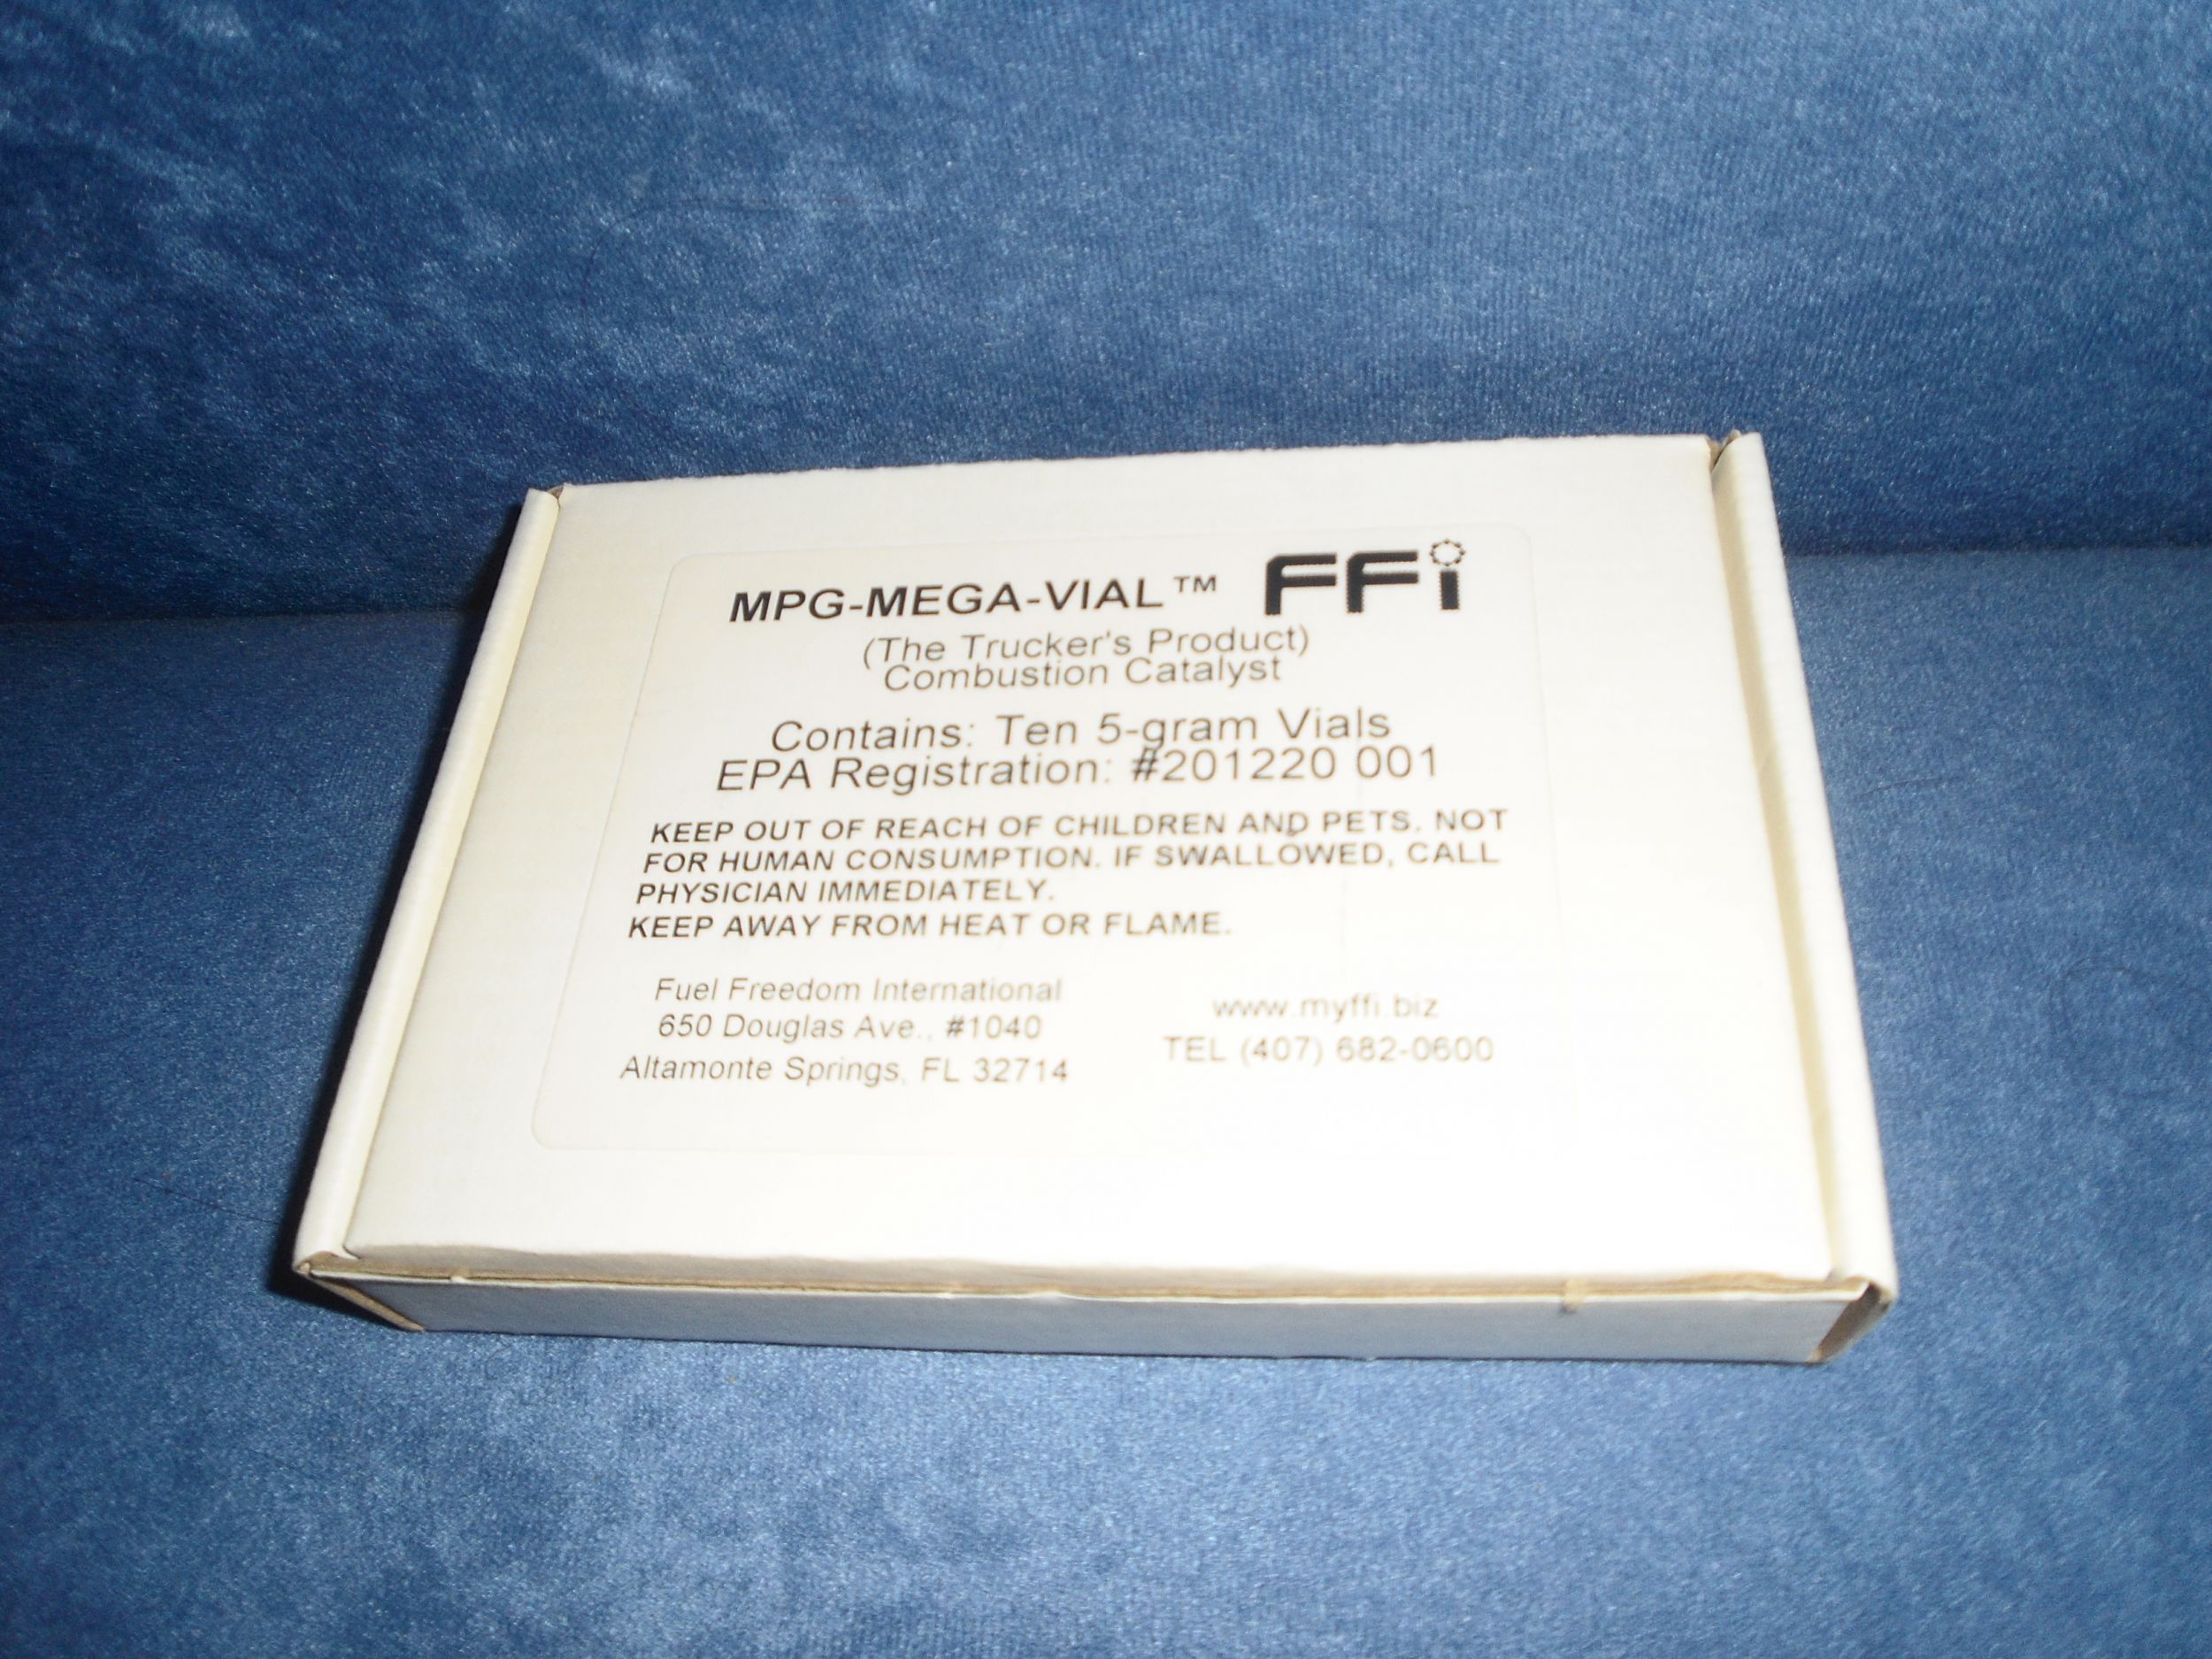 MPG-MEGA-VIAL™ FFi
(The Trucker's Product)
Combustion Catalyst
Contains: Ten 5-gram Vials
EPA Registration: #201220 001
KEEP OUT OF REACH OF CHILDREN AND PETS. NOT
FOR HUMAN CONSUMPTION. IF SWALLOWED, CALL
PHYSICIAN IMMEDIATELY.
KEEP AWAY FROM HEAT OR FLAME.
Fuel Freedom International
650 Douglas Ave., #1040
Altamonte Springs, FL 32714
www.myffi.biz
TEL (407) 682-0600